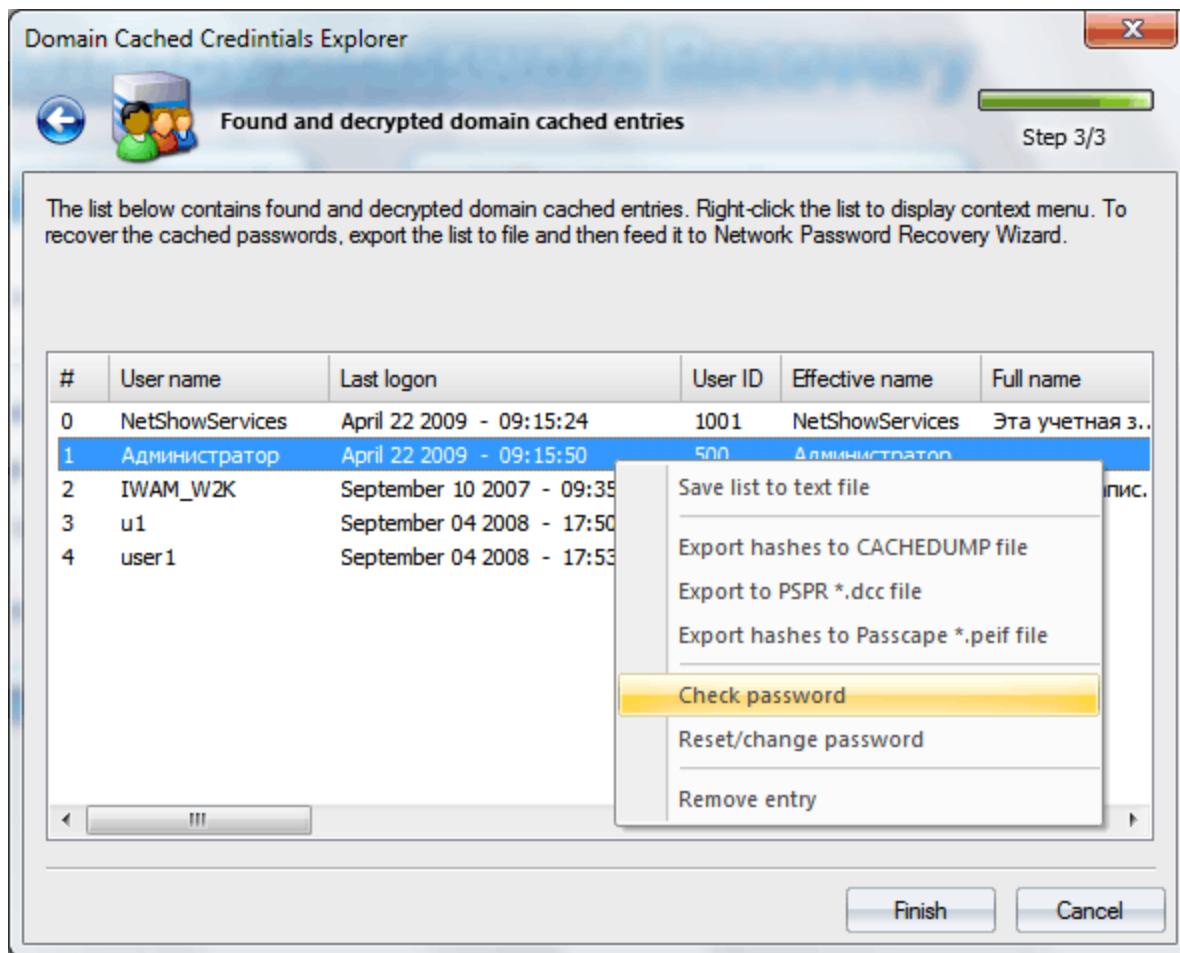 Domain Cached Credintials Explorer
Found and decrypted domain cached entries
Step 3/3
The list below contains found and decrypted domain cached entries. Right-click the list to display context menu. To
recover the cached passwords, export the list to file and then feed it to Network Password Recovery Wizard.
# User name Last logon User ID Effective name Full name
0 NetShowServices April 22 2009 - 09:15:24 1001 NetShowServices Эта учетная з..
1 Администратор April 22 2009 - 09:15:50 500 Администратор
2 IWAM_W2K September 10 2007 - 09:35
3 u1 September 04 2008 - 17:50
4 user1 September 04 2008 - 17:53
Save list to text file
Export hashes to CACHEDUMP file
Export to PSPR *.dcc file
Export hashes to Passcape *.peif file
Check password
Reset/change password
Remove entry
Finish Cancel